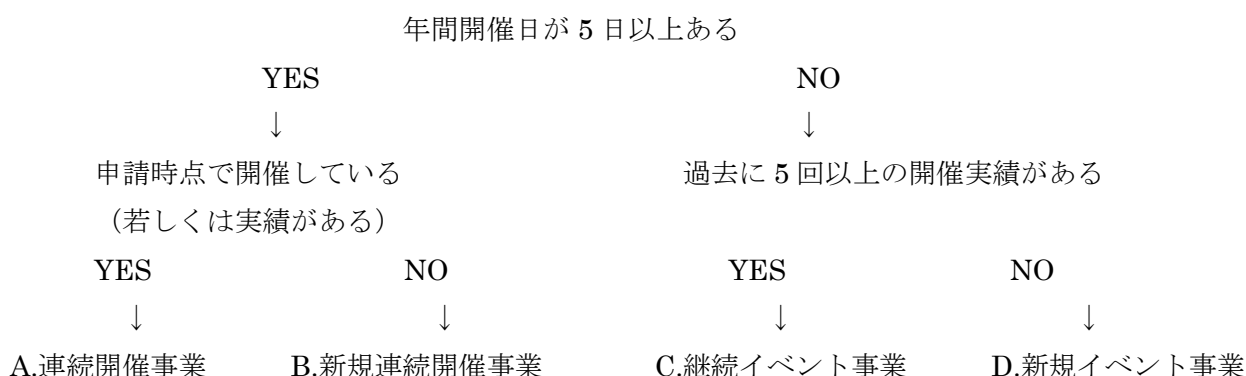 年間開催日が 5 日以上ある
YES NO
↓ ↓
申請時点で開催している 過去に 5 回以上の開催実績がある
（若しくは実績がある）
YES NO YES NO
↓ ↓ ↓ ↓
A.連続開催事業 B.新規連続開催事業 C.継続イベント事業 D.新規イベント事業